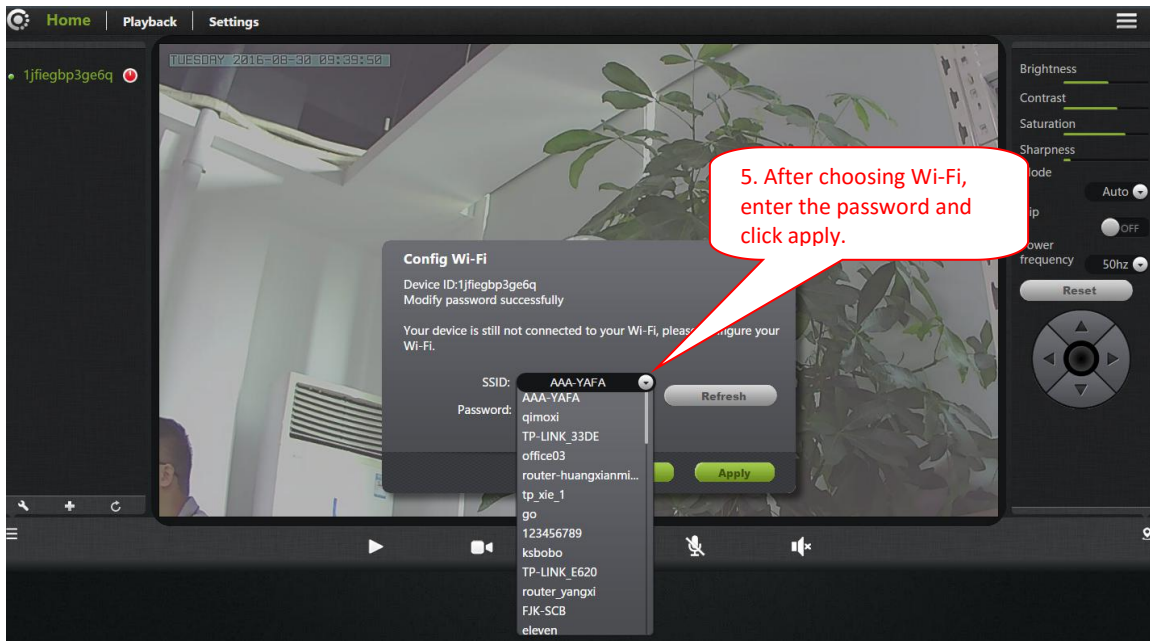 Home
Playback
Settings
1jfiegbp3ge6q
TUESDAY 2016-08-30 09:39:50
Brightness
Contrast
Saturation
Sharpness
Auto
OFF
frequency
50hz
Reset
5. After choosing Wi-Fi,
enter the password and
click apply.
Config Wi-Fi
Device ID:1jfiegbp3ge6q
Modify password successfully
Your device is still not connected to your Wi-Fi, please configure your
Wi-Fi.
SSID:
AAA-YAFA
Refresh
Password:
AAA-YAFA
qimoxi
TP-LINK_33DE
office03
router-huangxianmi...
tp_xie_1
go
123456789
ksbobo
TP-LINK_E620
router_yangxi
FJK-SCB
eleven
Apply